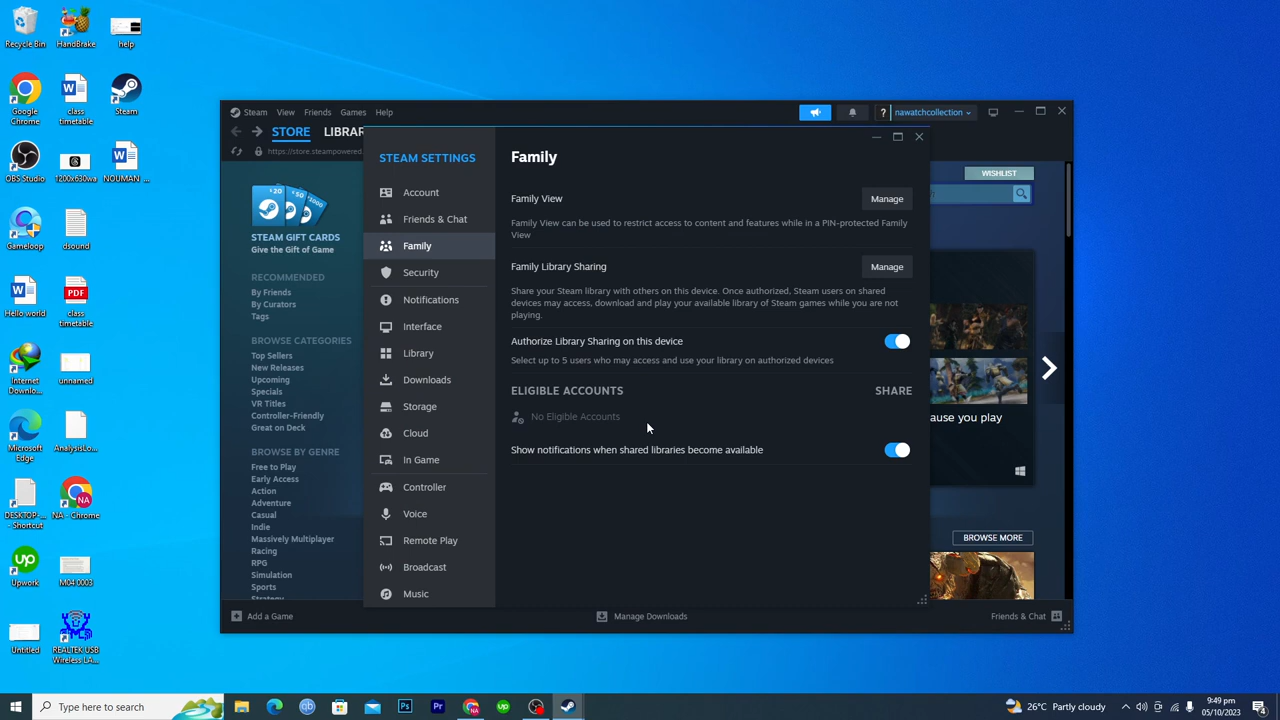 Recycle Bin
HandBrake
help
Google Chrome
class timetable
Steam
OBS Studio
1200x630wa
NOUMAN ...
Gameloop
dsound
Hello world
class timetable
Internet Downlo...
unnamed
Microsoft Edge
AnalysisLo...
DESKTOP-... - Shortcut
NA - Chrome
Upwork
M04 0003
Untitled
REALTEK USB Wireless LA...
Steam View Friends Games Help
? nawatchcollection
STORE LIBRAR
https://store.steampowered.
WISHLIST
$20 $50 $100
STEAM GIFT CARDS
Give the Gift of Game
RECOMMENDED
By Friends
By Curators
Tags
BROWSE CATEGORIES
Top Sellers
New Releases
Upcoming
Specials
VR Titles
Controller-Friendly
Great on Deck
BROWSE BY GENRE
Free to Play
Early Access
Action
Adventure
Casual
Indie
Massively Multiplayer
Racing
RPG
Simulation
Sports
Strategy
STEAM SETTINGS
Account
Friends & Chat
Family
Security
Notifications
Interface
Library
Downloads
Storage
Cloud
In Game
Controller
Voice
Remote Play
Broadcast
Music
Family
Family View
Manage
Family View can be used to restrict access to content and features while in a PIN-protected Family
View
Family Library Sharing
Manage
Share your Steam library with others on this device. Once authorized, Steam users on shared
devices may access, download and play your available library of Steam games while you are not
playing.
Authorize Library Sharing on this device
Select up to 5 users who may access and use your library on authorized devices
ELIGIBLE ACCOUNTS SHARE
No Eligible Accounts
Show notifications when shared libraries become available
ause you play
BROWSE MORE
Add a Game
Manage Downloads
Friends & Chat
Type here to search
26°C Partly cloudy
9:49 pm
05/10/2023